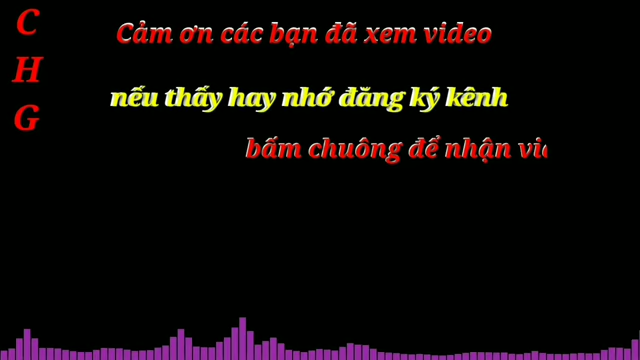 C
H
G
Cảm ơn các bạn đã xem video
nếu thấy hay nhớ đăng ký kênh
bấm chuông để nhận